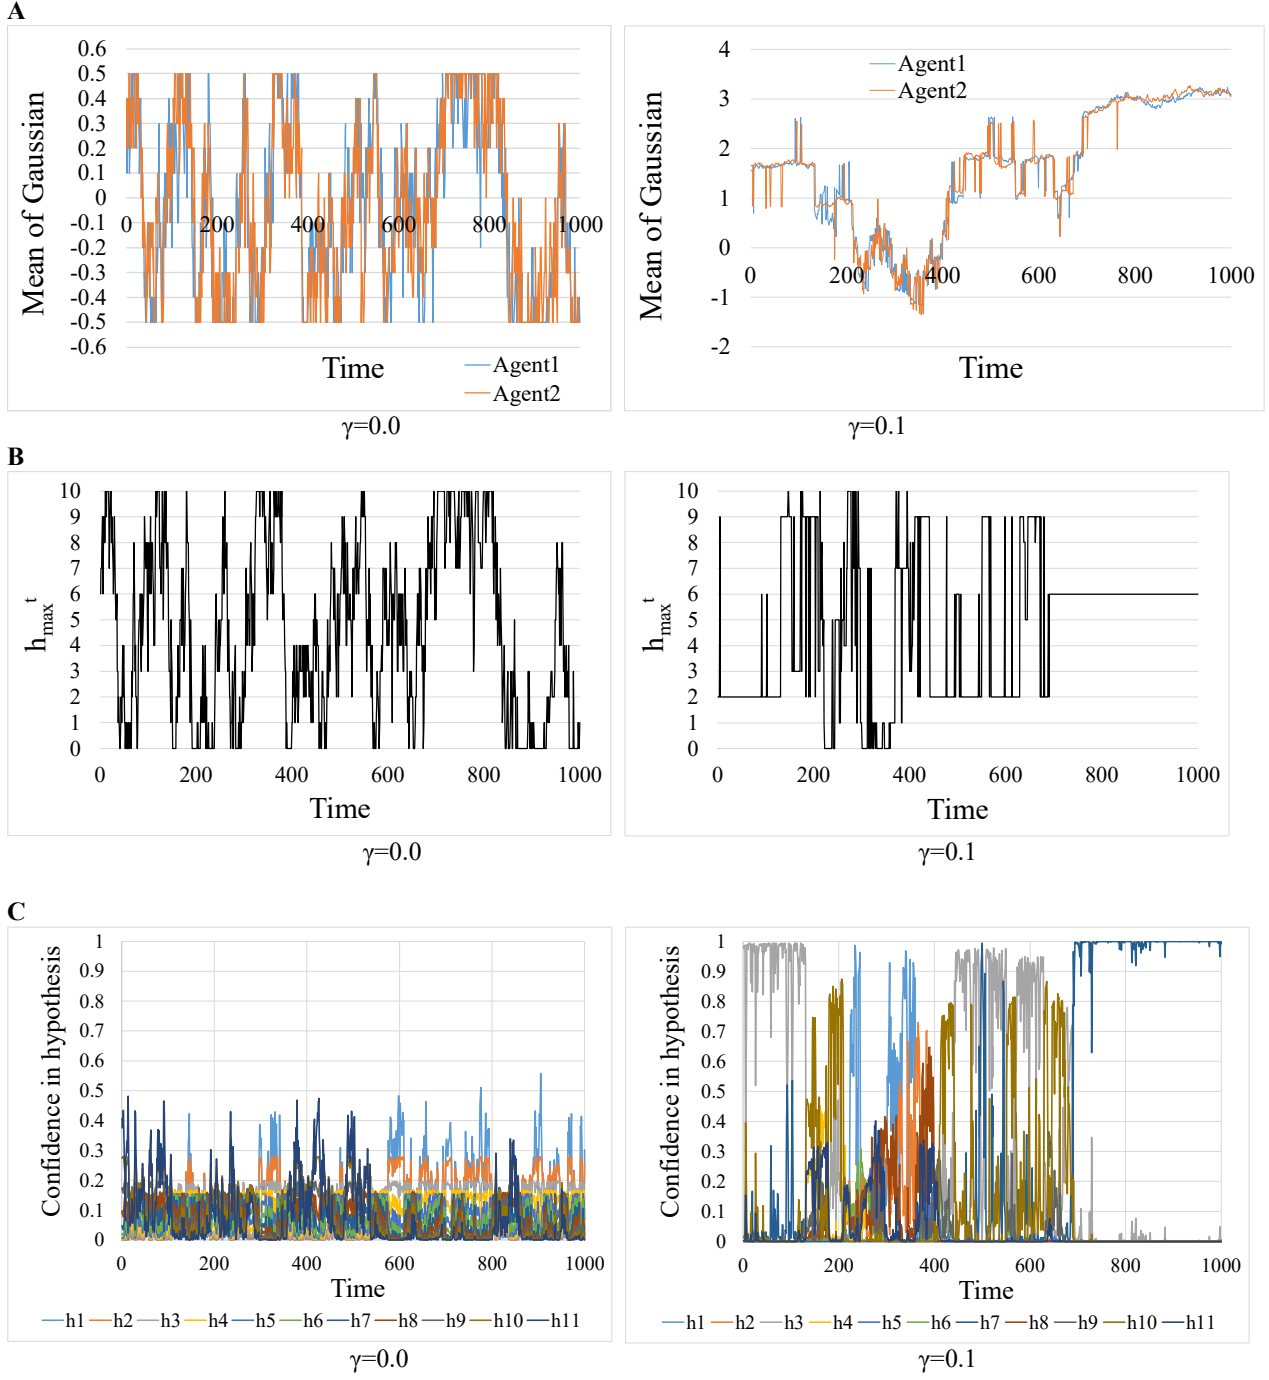 A
0.6
0.5
0.4
0.3
0.2
0.1
0
-0.1
-0.2
-0.3
-0.4
-0.5
-0.6
0 200 400 600 800 1000
Mean of Gaussian
Time
Agent1
Agent2
γ=0.0
4
3
2
1
0
-1
-2
0 200 400 600 800 1000
Mean of Gaussian
Time
Agent1
Agent2
γ=0.1
B
10
9
8
7
6
5
4
3
2
1
0
0 200 400 600 800 1000
h_max^t
Time
γ=0.0
10
9
8
7
6
5
4
3
2
1
0
0 200 400 600 800 1000
h_max^t
Time
γ=0.1
C
1
0.9
0.8
0.7
0.6
0.5
0.4
0.3
0.2
0.1
0
0 200 400 600 800 1000
Confidence in hypothesis
Time
h1 h2 h3 h4 h5 h6 h7 h8 h9 h10 h11
γ=0.0
1
0.9
0.8
0.7
0.6
0.5
0.4
0.3
0.2
0.1
0
0 200 400 600 800 1000
Confidence in hypothesis
Time
h1 h2 h3 h4 h5 h6 h7 h8 h9 h10 h11
γ=0.1